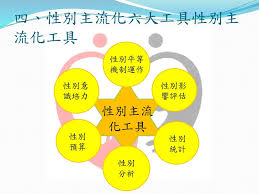 四、性別主流化六大工具性別主
流化工具
性別平等
機制運作
性別意
識培力
性別影
響評估
性別主流
化工具
性別
預算
性別
統計
性別
分析